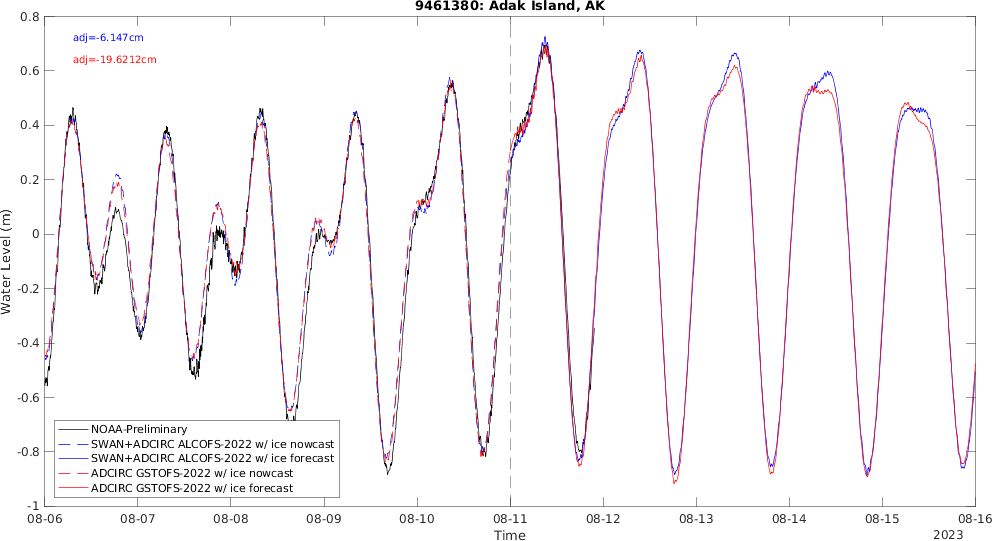 9461380: Adak Island, AK
adj=-6.147cm
adj=-19.6212cm
Water Level (m)
0.8
0.6
0.4
0.2
0
-0.2
-0.4
-0.6
-0.8
-1
NOAA-Preliminary
SWAN+ADCIRC ALCOFS-2022 w/ ice nowcast
SWAN+ADCIRC ALCOFS-2022 w/ ice forecast
ADCIRC GSTOFS-2022 w/ ice nowcast
ADCIRC GSTOFS-2022 w/ ice forecast
08-06 08-07 08-08 08-09 08-10 08-11 08-12 08-13 08-14 08-15 08-16
Time
2023